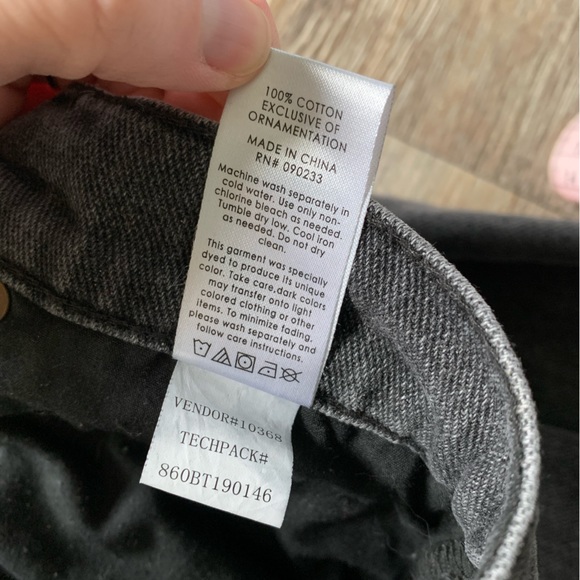 100% COTTON
EXCLUSIVE OF
ORNAMENTATION
MADE IN CHINA
RN# 090233
Machine wash separately in
cold water. Use only non-
chlorine bleach as needed.
Tumble dry low. Cool iron
as needed. Do not dry
clean.
This garment was specially
dyed to produce its unique
color. Take care.dark colors
may transfer onto light
colored clothing or other
items. To minimize fading,
please wash separately and
follow care instructions.
VENDOR#10368
TECHPACK#
860BT190146